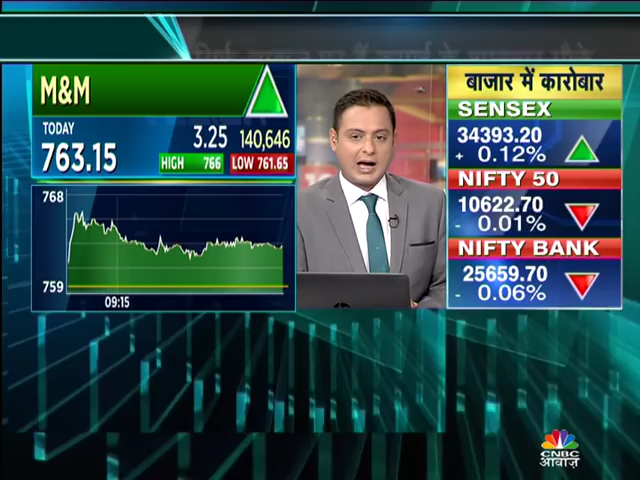 M&M
TODAY
763.15
3.25
140,646
HIGH 766
LOW 761.65
768
759
09:15
बाजार में कारोबार
SENSEX
34393.20
+ 0.12%
NIFTY 50
10622.70
- 0.01%
NIFTY BANK
25659.70
- 0.06%
CNBC
आवाज़